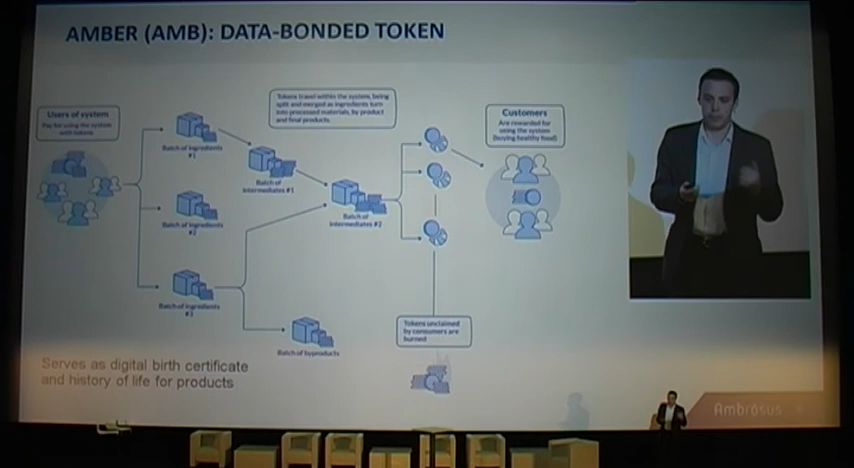 AMBER (AMB): DATA-BONDED TOKEN
Users of system
Pay for using the system
with tokens
Tokens travel within the system, being
split and merged as ingredients turn
into processed materials, by product
and final products.
Customers
Are rewarded for
using the system
(buying healthy food)
Batch of ingredients
#1
Batch of
intermediates #1
Batch of ingredients
#2
Batch of
intermediates #2
Batch of ingredients
#3
Batch of byproducts
Tokens unclaimed
by consumers are
burned
Serves as digital birth certificate
and history of life for products
Ambrosus